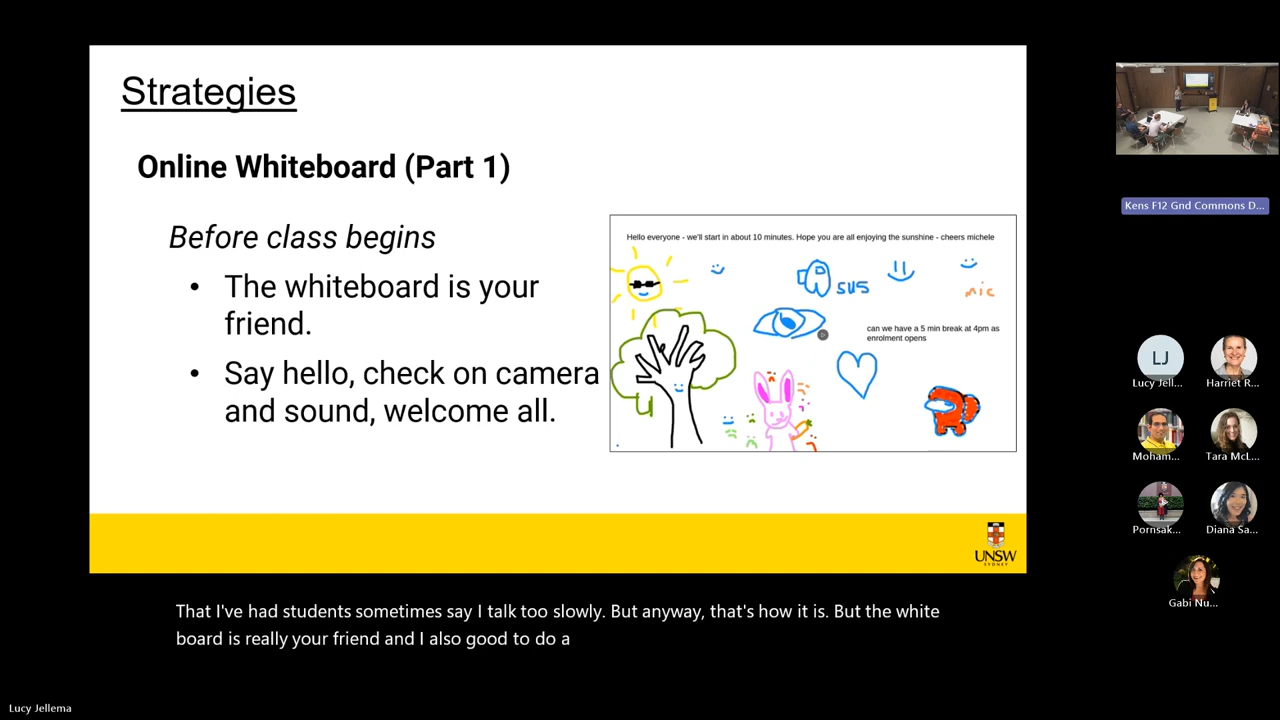 Strategies
Online Whiteboard (Part 1)
Before class begins
• The whiteboard is your
friend.
• Say hello, check on camera
and sound, welcome all.
Hello everyone - we'll start in about 10 minutes. Hope you are all enjoying the sunshine - cheers michele
sus
mic
can we have a 5 min break at 4pm as
enrolment opens
UNSW
SYDNEY
Kens F12 Gnd Commons D...
LJ
Lucy Jell...
Harriet R...
Moham...
Tara McL...
Pornsak...
Diana Sa...
Gabi Nu...
That I've had students sometimes say I talk too slowly. But anyway, that's how it is. But the white
board is really your friend and I also good to do a
Lucy Jellema